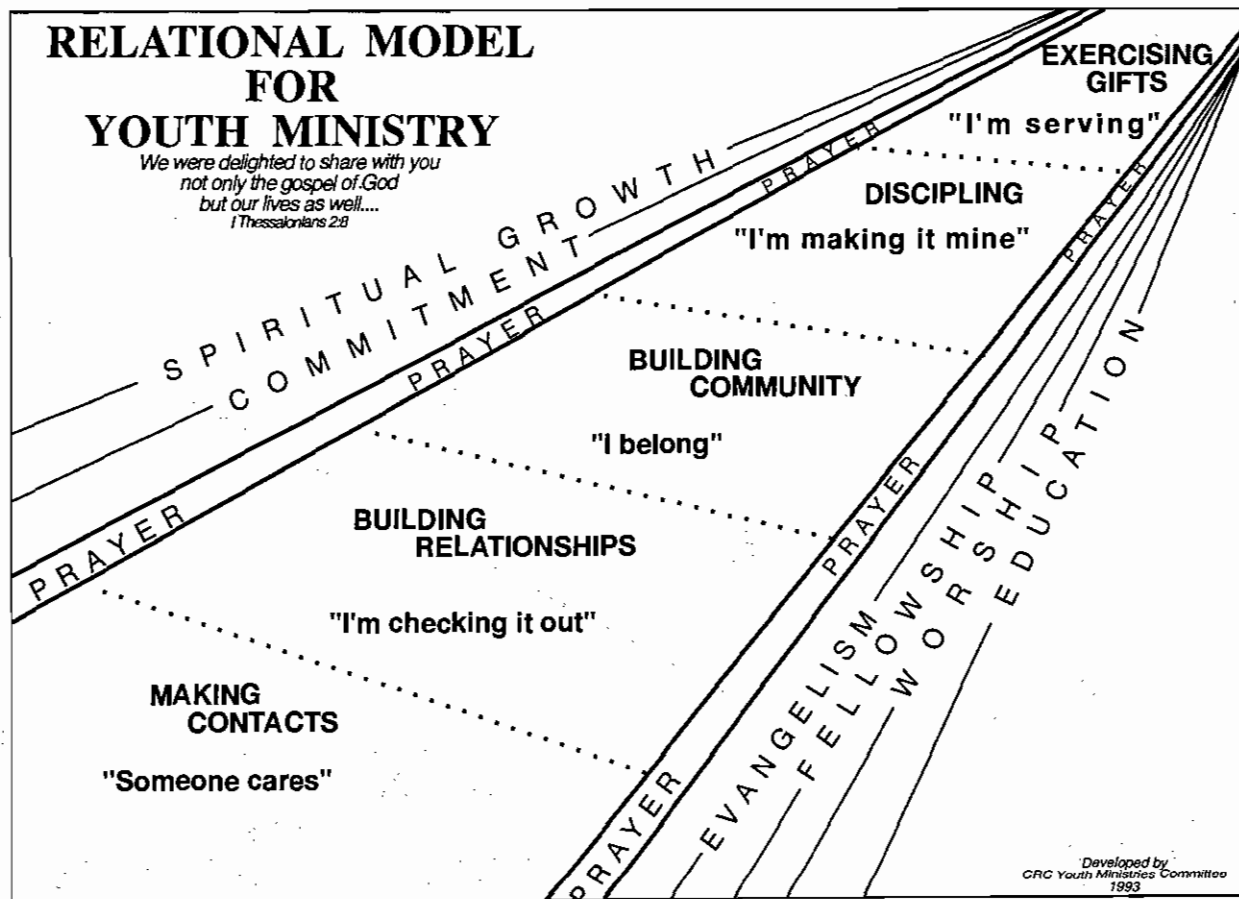 RELATIONAL MODEL
FOR
YOUTH MINISTRY
We were delighted to share with you
not only the gospel of God
but our lives as well....
I Thessalonians 2:8
EXERCISING
GIFTS
"I'm serving"
DISCIPLING
"I'm making it mine"
BUILDING
COMMUNITY
"I belong"
BUILDING
RELATIONSHIPS
"I'm checking it out"
MAKING
CONTACTS
"Someone cares"
SPIRITUAL GROWTH
COMMITMENT
PRAYER
PRAYER
PRAYER
PRAYER
PRAYER
PRAYER
EVANGELISM
FELLOWSHIP
WORSHIP
EDUCATION
Developed by
CRC Youth Ministries Committee
1993